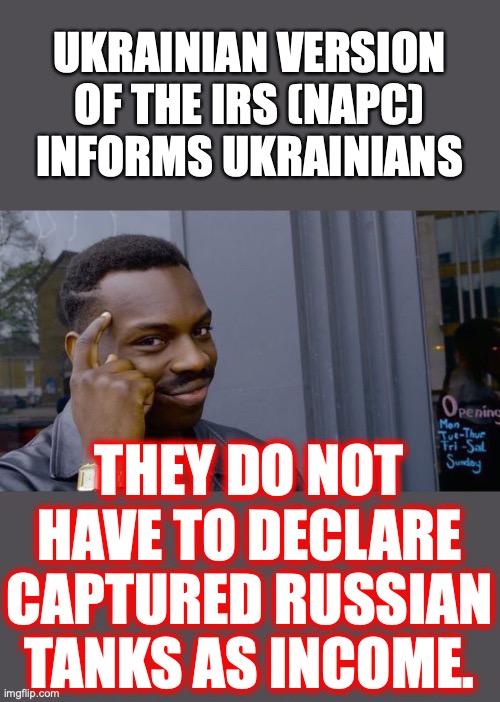 UKRAINIAN VERSION
OF THE IRS (NAPC)
INFORMS UKRAINIANS
Opening
Mon
Tue-Thur
Fri-Sat
Sunday
THEY DO NOT
HAVE TO DECLARE
CAPTURED RUSSIAN
TANKS AS INCOME.
imgflip.com